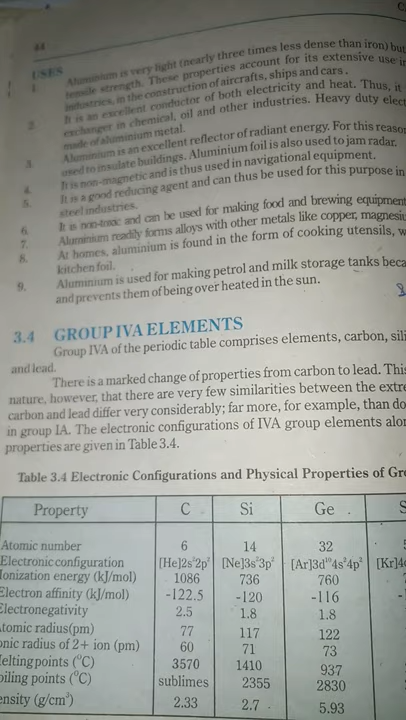 44
C
USES
1. Aluminium is very light (nearly three times less dense than iron) but
tensile strength. These properties account for its extensive use in
industries, in the construction of aircrafts, ships and cars.
2. It is an excellent conductor of both electricity and heat. Thus, it
exchanger in chemical, oil and other industries. Heavy duty elect
made of aluminium metal.
3. Aluminium is an excellent reflector of radiant energy. For this reason
used to insulate buildings. Aluminium foil is also used to jam radar.
4. It is non-magnetic and is thus used in navigational equipment.
5. It is a good reducing agent and can thus be used for this purpose in
steel industries.
6. It is non-toxic and can be used for making food and brewing equipment
7. Aluminium readily forms alloys with other metals like copper, magnesiu
8. At homes, aluminium is found in the form of cooking utensils, w
kitchen foil.
9. Aluminium is used for making petrol and milk storage tanks beca
and prevents them of being over heated in the sun.
3.4 GROUP IVA ELEMENTS
Group IVA of the periodic table comprises elements, carbon, sili
and lead.
There is a marked change of properties from carbon to lead. This
nature, however, that there are very few similarities between the extre
carbon and lead differ very considerably; far more, for example, than do
in group IA. The electronic configurations of IVA group elements alon
properties are given in Table 3.4.
Table 3.4 Electronic Configurations and Physical Properties of Gro
Property C Si Ge S
Atomic number 6 14 32
Electronic configuration [He]2s²2p² [Ne]3s²3p² [Ar]3d¹⁰4s²4p² [Kr]4d
Ionization energy (kJ/mol) 1086 736 760
Electron affinity (kJ/mol) -122.5 -120 -116 -
Electronegativity 2.5 1.8 1.8
Atomic radius(pm) 77 117 122
onic radius of 2+ ion (pm) 60 71 73
elting points (°C) 3570 1410 937
oiling points (°C) sublimes 2355 2830
ensity (g/cm³) 2.33 2.7 5.93